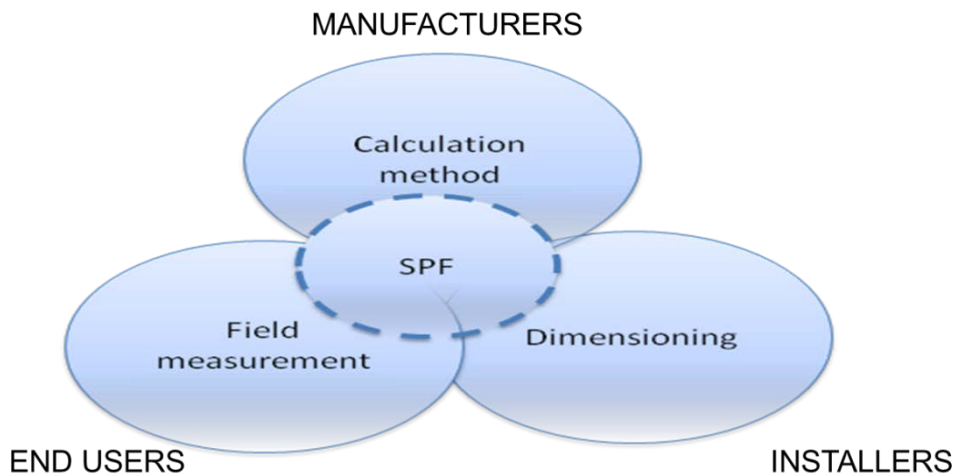 MANUFACTURERS
Calculation
method
SPF
Field
measurement
Dimensioning
END USERS
INSTALLERS